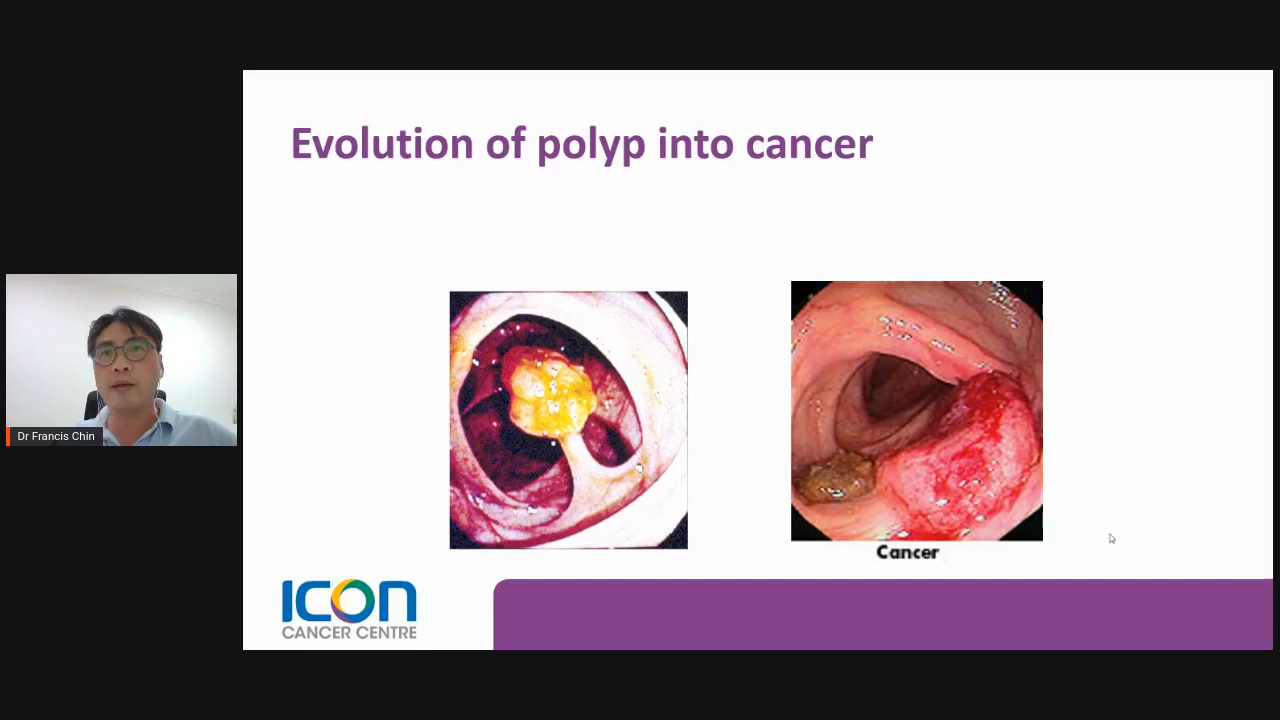 Evolution of polyp into cancer
Dr Francis Chin
Cancer
ICON
CANCER CENTRE